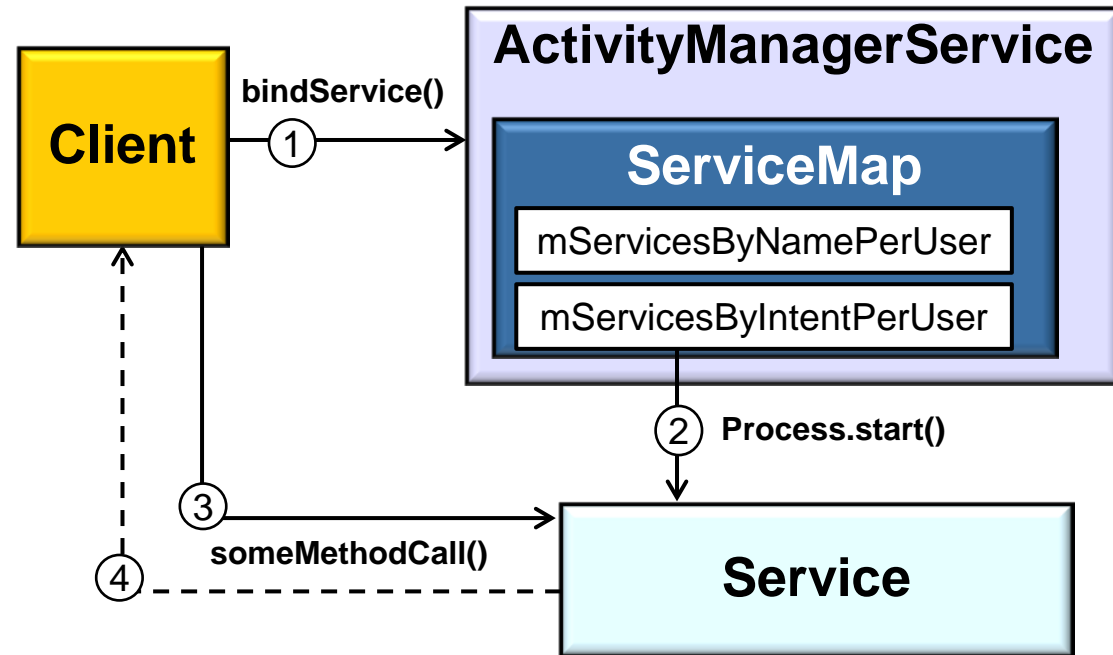 ActivityManagerService
bindService()
Client
1
ServiceMap
mServicesByNamePerUser
mServicesByIntentPerUser
2
Process.start()
3
someMethodCall()
4
Service